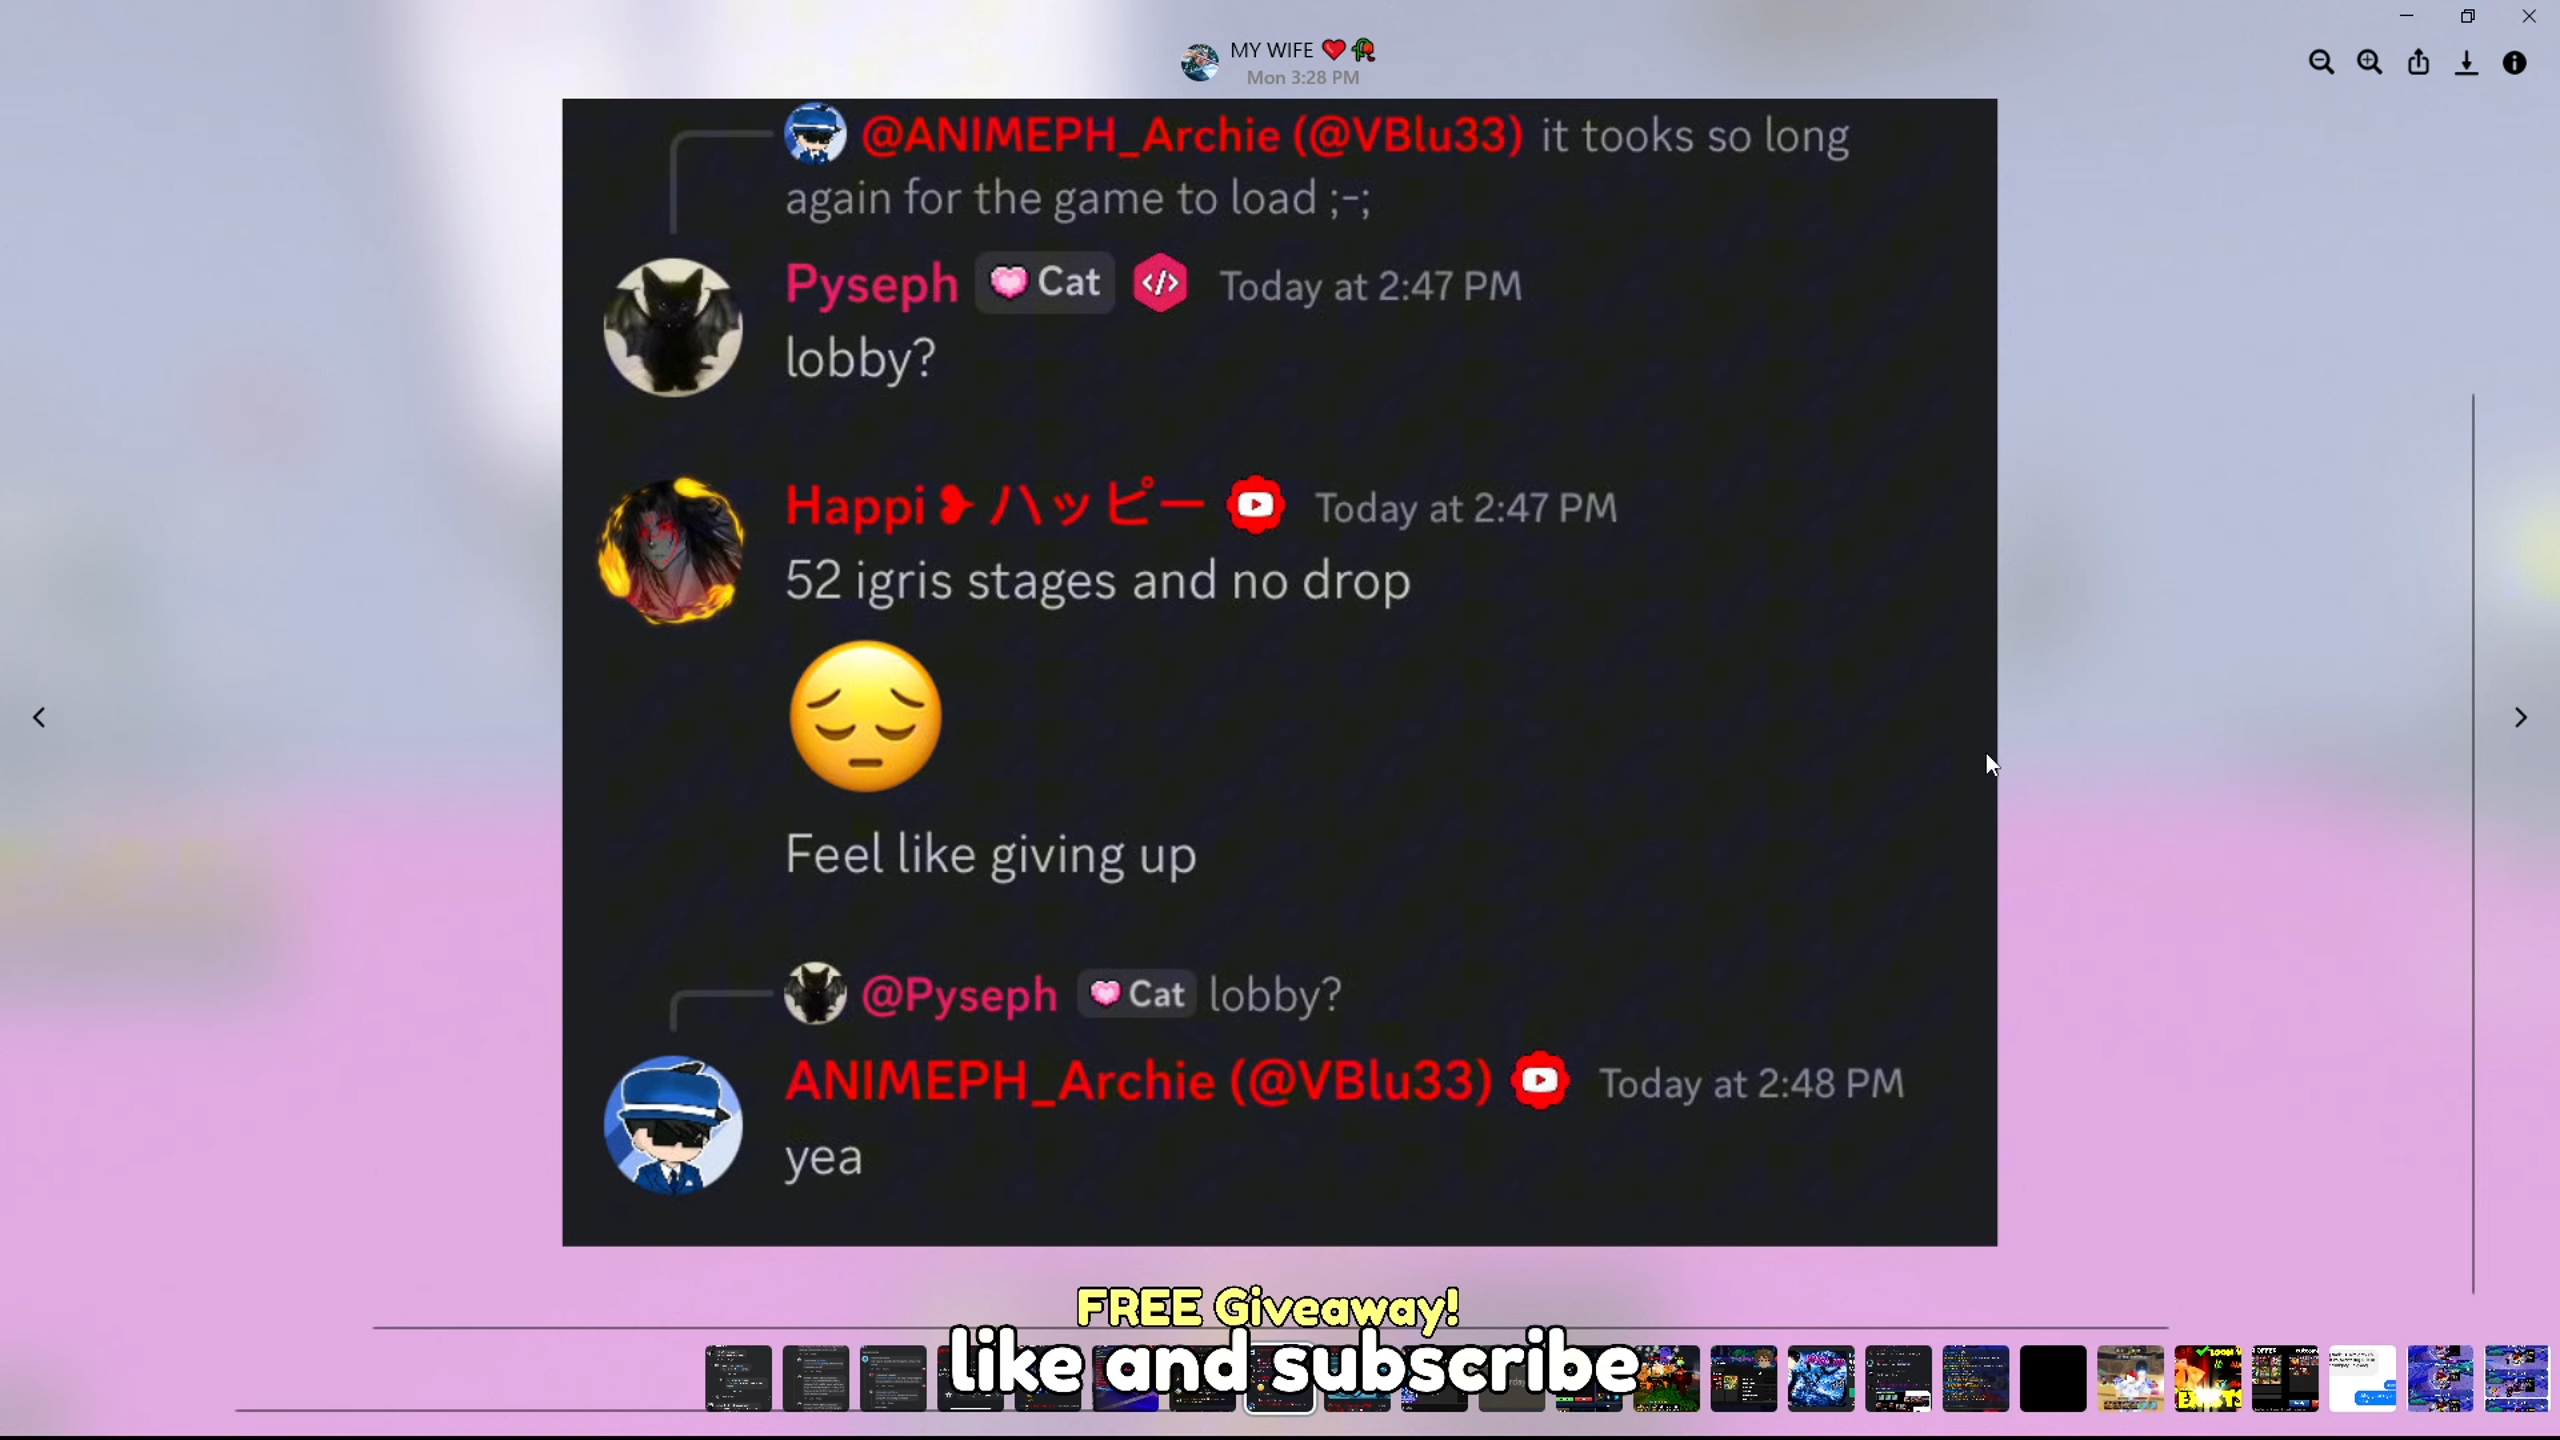 MY WIFE ❤️🥀
Mon 3:28 PM
@ANIMEPH_Archie (@VBlu33) it tooks so long
again for the game to load ;-;
Pyseph Cat Today at 2:47 PM
lobby?
Happi ❥ ハッピー Today at 2:47 PM
52 igris stages and no drop
😔
Feel like giving up
@Pyseph Cat lobby?
ANIMEPH_Archie (@VBlu33) Today at 2:48 PM
yea
FREE Giveaway!
like and subscribe